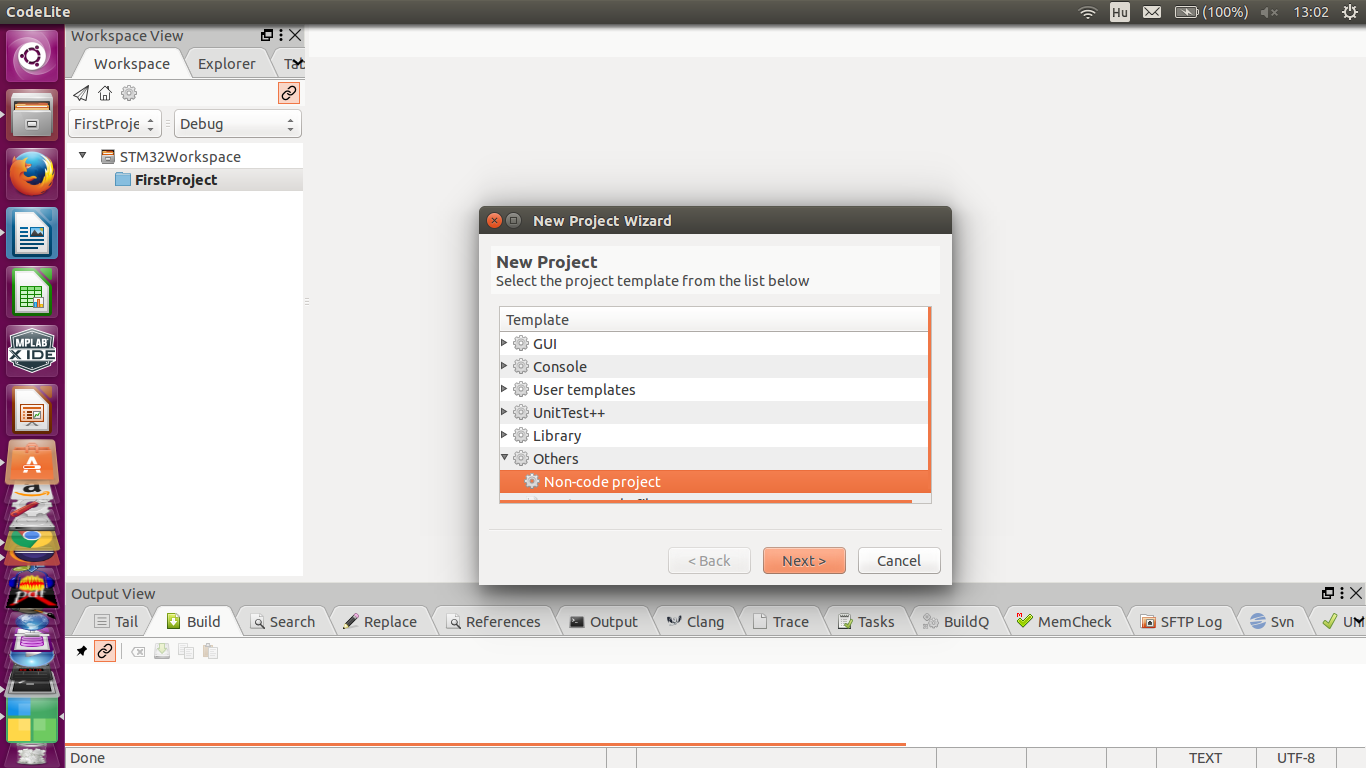 CodeLite
Hu
(100%)
13:02
Workspace View
Workspace
Explorer
Tab
FirstProje
Debug
STM32Workspace
FirstProject
MPLAB
X IDE
New Project Wizard
New Project
Select the project template from the list below
Template
GUI
Console
User templates
UnitTest++
Library
Others
Non-code project
< Back
Next >
Cancel
Output View
Tail
Build
Search
Replace
References
Output
Clang
Trace
Tasks
BuildQ
MemCheck
SFTP Log
Svn
Done
TEXT
UTF-8